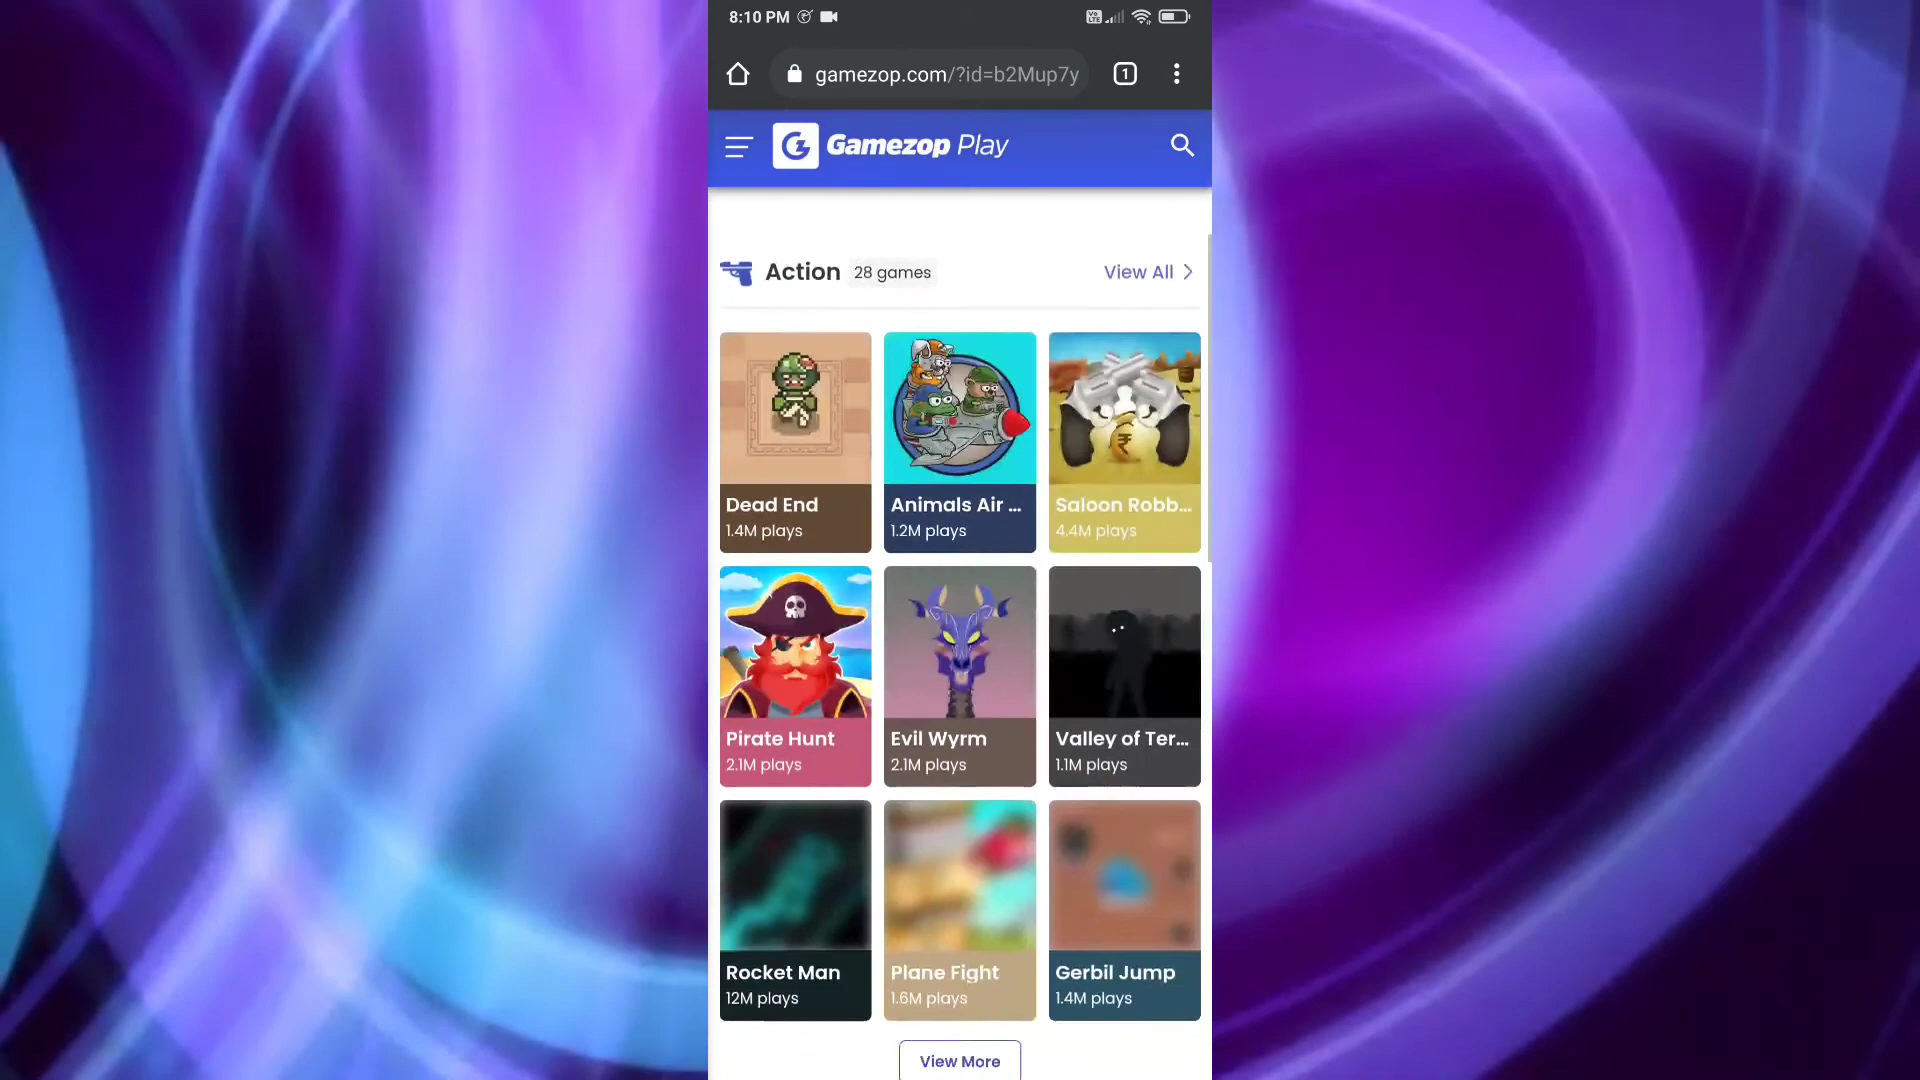 8:10 PM
Vo
LTE
gamezop.com/?id=b2Mup7y
1
Gamezop Play
Action 28 games View All
Dead End
1.4M plays
Animals Air ...
1.2M plays
Saloon Robb...
4.4M plays
Pirate Hunt
2.1M plays
Evil Wyrm
2.1M plays
Valley of Ter...
1.1M plays
Rocket Man
12M plays
Plane Fight
1.6M plays
Gerbil Jump
1.4M plays
View More